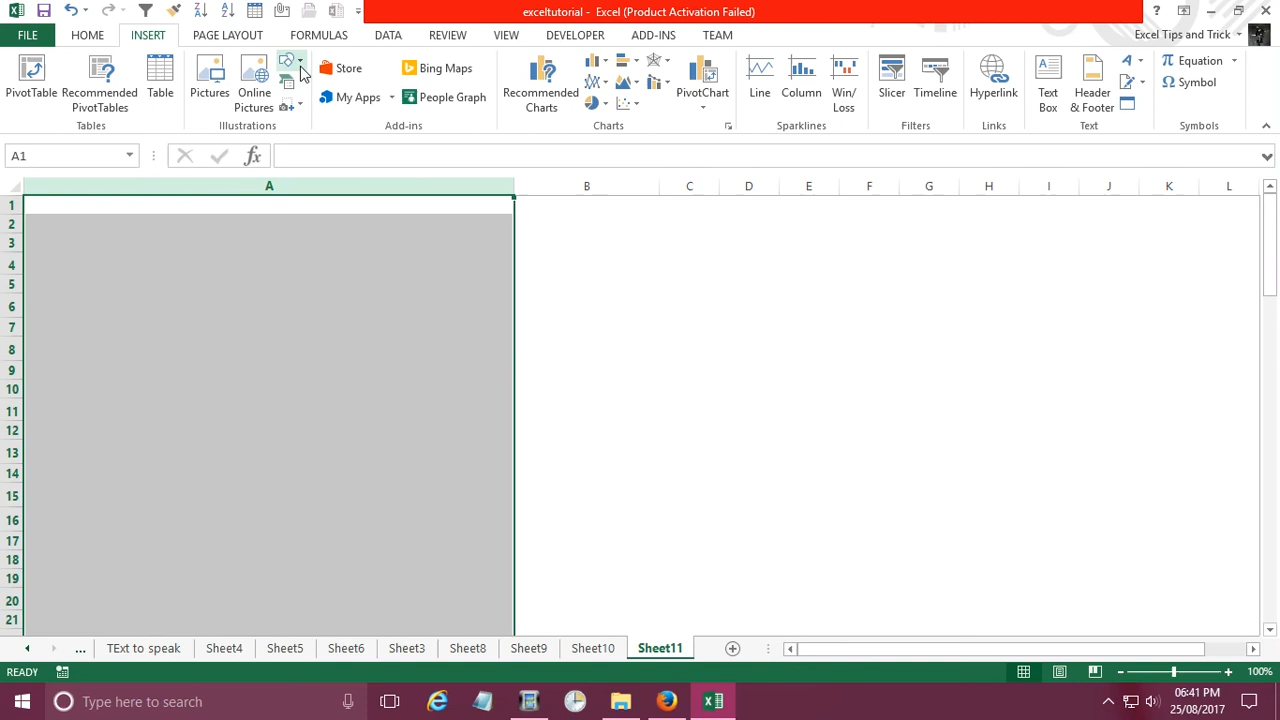 exceltutorial - Excel (Product Activation Failed)
FILE HOME INSERT PAGE LAYOUT FORMULAS DATA REVIEW VIEW DEVELOPER ADD-INS TEAM Excel Tips and Trick
PivotTable Recommended PivotTables Table Pictures Online Pictures Store My Apps Bing Maps People Graph Recommended Charts PivotChart Line Column Win/Loss Slicer Timeline Hyperlink Text Box Header & Footer Equation Symbol
Tables Illustrations Add-ins Charts Sparklines Filters Links Text Symbols
A1 fx
A B C D E F G H I J K L
1
2
3
4
5
6
7
8
9
10
11
12
13
14
15
16
17
18
19
20
21
... TExt to speak Sheet4 Sheet5 Sheet6 Sheet3 Sheet8 Sheet9 Sheet10 Sheet11
READY 100%
Type here to search 06:41 PM
25/08/2017